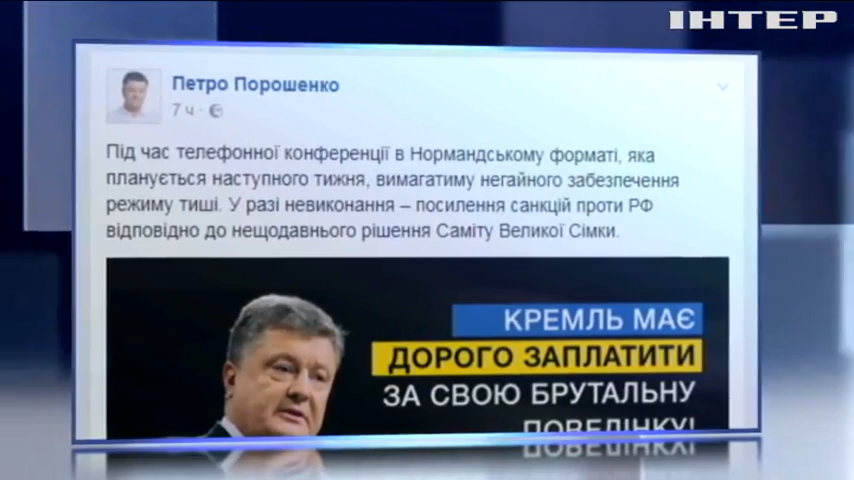 ІНТЕР
Петро Порошенко
7 ч ·
Під час телефонної конференції в Нормандському форматі, яка
планується наступного тижня, вимагатиму негайного забезпечення
режиму тиші. У разі невиконання – посилення санкцій проти РФ
відповідно до нещодавнього рішення Саміту Великої Сімки.
КРЕМЛЬ МАЄ
ДОРОГО ЗАПЛАТИТИ
ЗА СВОЮ БРУТАЛЬНУ
ПОВЕДІНКУ!